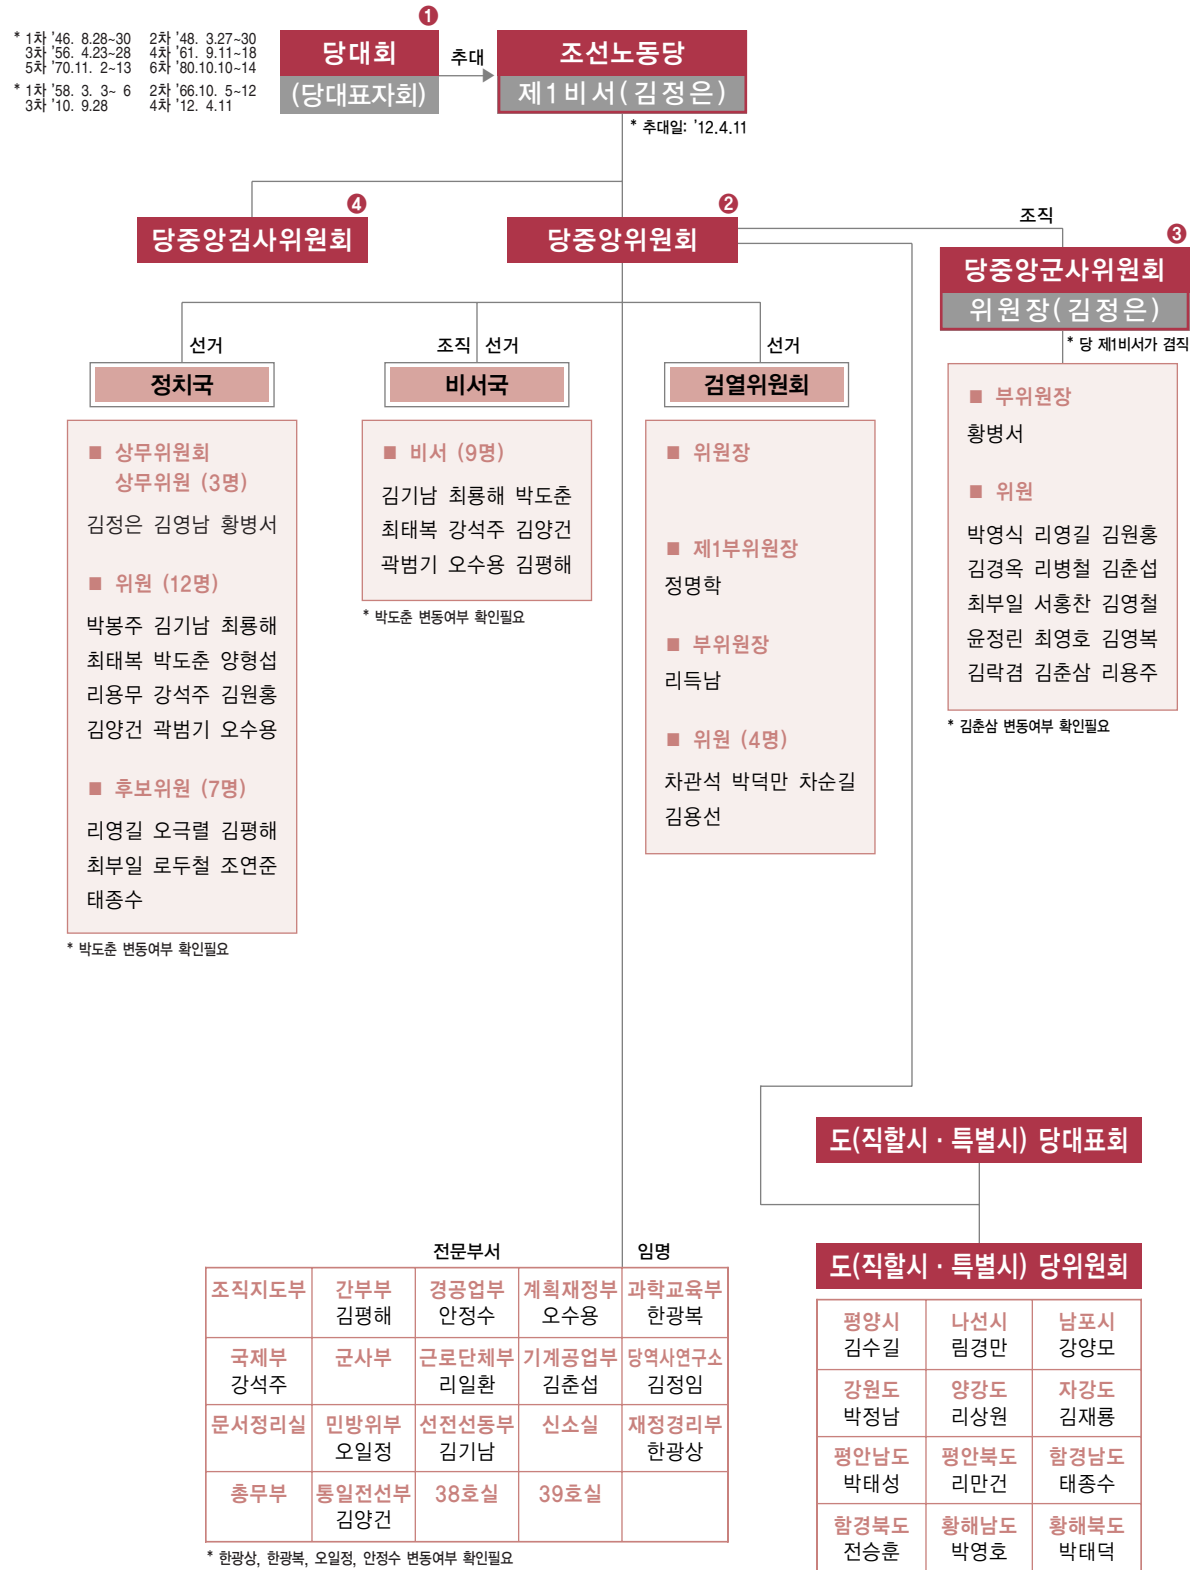 ❶
* 1차 '46. 8.28~30 2차 '48. 3.27~30
3차 '56. 4.23~28 4차 '61. 9.11~18
5차 '70.11. 2~13 6차 '80.10.10~14
* 1차 '58. 3. 3~ 6 2차 '66.10. 5~12
3차 '10. 9.28 4차 '12. 4.11
당대회
(당대표자회)
추대
조선노동당
제1비서(김정은)
* 추대일: '12.4.11
❹
당중앙검사위원회
❷
당중앙위원회
조직
❸
당중앙군사위원회
위원장(김정은)
* 당 제1비서가 겸직
선거
정치국
■ 상무위원회
상무위원 (3명)
김정은 김영남 황병서
■ 위원 (12명)
박봉주 김기남 최룡해
최태복 박도춘 양형섭
리용무 강석주 김원홍
김양건 곽범기 오수용
■ 후보위원 (7명)
리영길 오극렬 김평해
최부일 로두철 조연준
태종수
* 박도춘 변동여부 확인필요
조직 선거
비서국
■ 비서 (9명)
김기남 최룡해 박도춘
최태복 강석주 김양건
곽범기 오수용 김평해
* 박도춘 변동여부 확인필요
선거
검열위원회
■ 위원장
■ 제1부위원장
정명학
■ 부위원장
리득남
■ 위원 (4명)
차관석 박덕만 차순길
김용선
■ 부위원장
황병서
■ 위원
박영식 리영길 김원홍
김경옥 리병철 김춘섭
최부일 서홍찬 김영철
윤정린 최영호 김영복
김락겸 김춘삼 리용주
* 김춘삼 변동여부 확인필요
전문부서 임명
조직지도부 간부부 경공업부 계획재정부 과학교육부
김평해 안정수 오수용 한광복
국제부 군사부 근로단체부 기계공업부 당역사연구소
강석주 리일환 김춘섭 김정임
문서정리실 민방위부 선전선동부 신소실 재정경리부
오일정 김기남 한광상
총무부 통일전선부 38호실 39호실
김양건
* 한광상, 한광복, 오일정, 안정수 변동여부 확인필요
도(직할시 · 특별시) 당대표회
도(직할시 · 특별시) 당위원회
평양시 나선시 남포시
김수길 림경만 강양모
강원도 양강도 자강도
박정남 리상원 김재룡
평안남도 평안북도 함경남도
박태성 리만건 태종수
함경북도 황해남도 황해북도
전승훈 박영호 박태덕